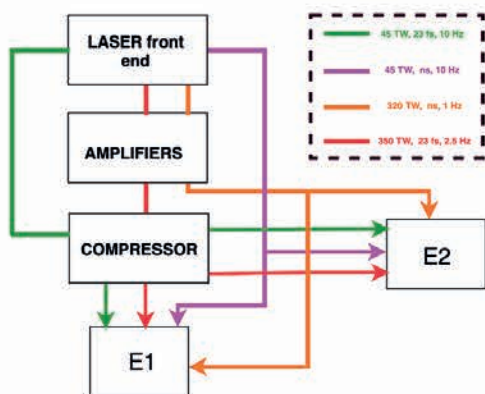 LASER front
end
AMPLIFIERS
COMPRESSOR
E1
E2
45 TW, 23 fs, 10 Hz
45 TW, ns, 10 Hz
320 TW, ns, 1 Hz
350 TW, 23 fs, 2.5 Hz